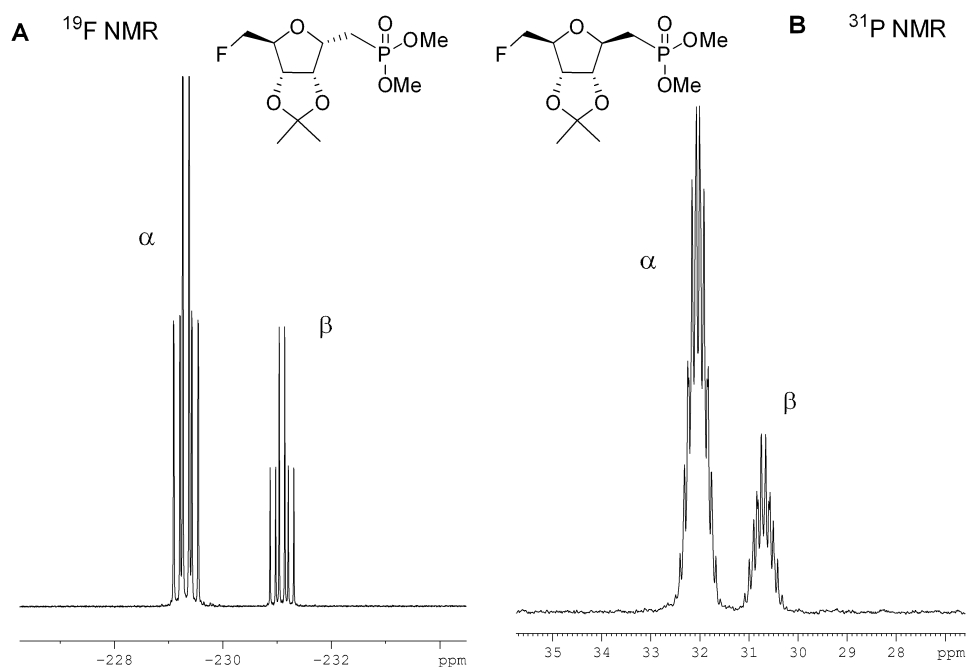 A
¹⁹F NMR
O
O
F
P
OMe
OMe
O
O
O
O
F
P
OMe
OMe
O
O
B
³¹P NMR
α
β
α
β
-228 -230 -232 ppm
35 34 33 32 31 30 29 28 ppm